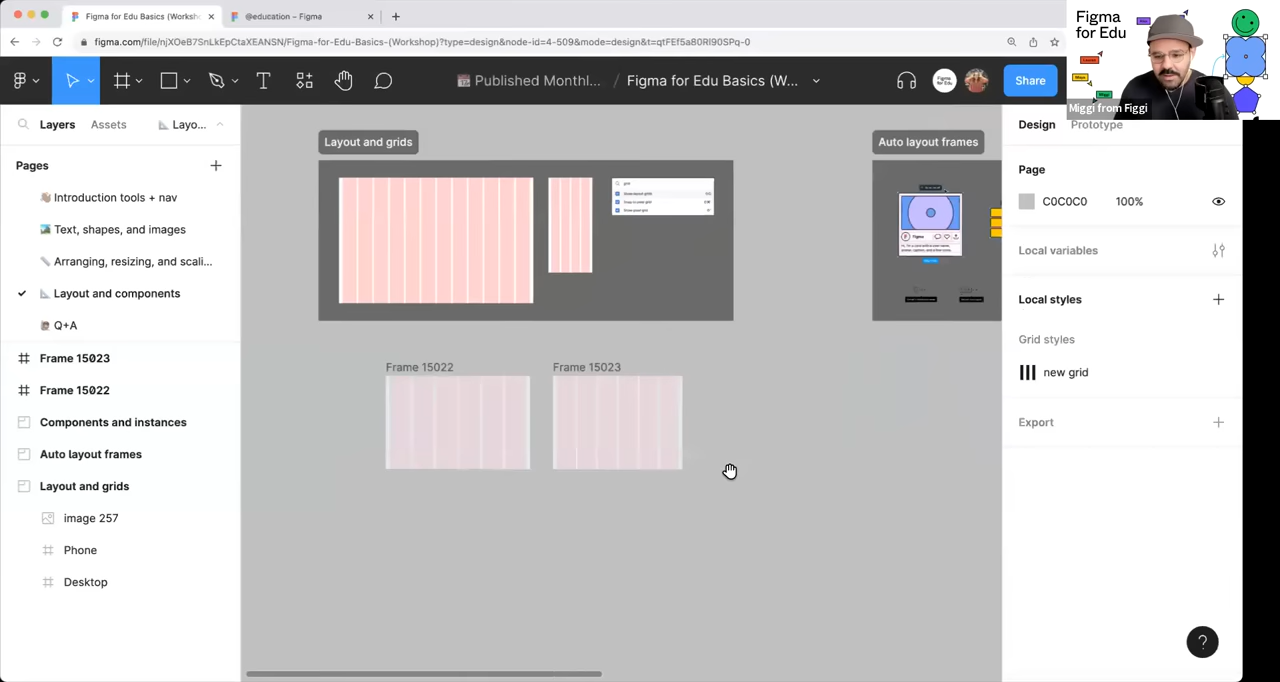 Figma for Edu Basics (Worksh
@education – Figma
figma.com/file/njXOeB7SnLkEpCtaXEANSN/Figma-for-Edu-Basics-(Workshop)?type=design&node-id=4-509&mode=design&t=qtFEf5a80Rl90SPq-0
Figma
for Edu
Miggi from Figgi
Published Monthl... / Figma for Edu Basics (W...
Share
Layers
Assets
Layo...
Design
Prototype
Pages
Introduction tools + nav
Text, shapes, and images
Arranging, resizing, and scali...
Layout and components
Q+A
Frame 15023
Frame 15022
Components and instances
Auto layout frames
Layout and grids
image 257
Phone
Desktop
Layout and grids
Auto layout frames
Figma
Frame 15022
Frame 15023
Page
C0C0C0
100%
Local variables
Local styles
Grid styles
new grid
Export
?